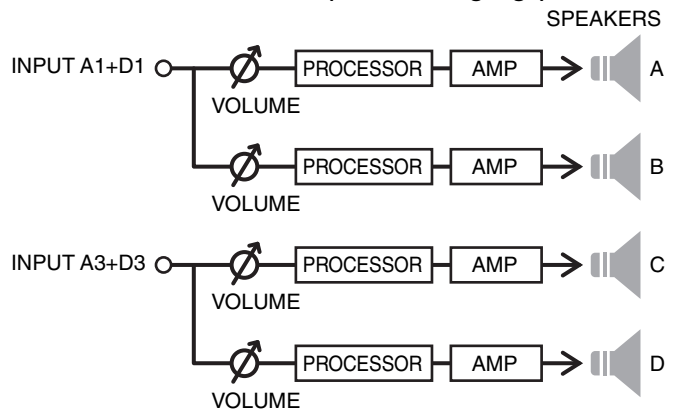 SPEAKERS
INPUT A1+D1 PROCESSOR AMP A
VOLUME
PROCESSOR AMP B
VOLUME
INPUT A3+D3 PROCESSOR AMP C
VOLUME
PROCESSOR AMP D
VOLUME